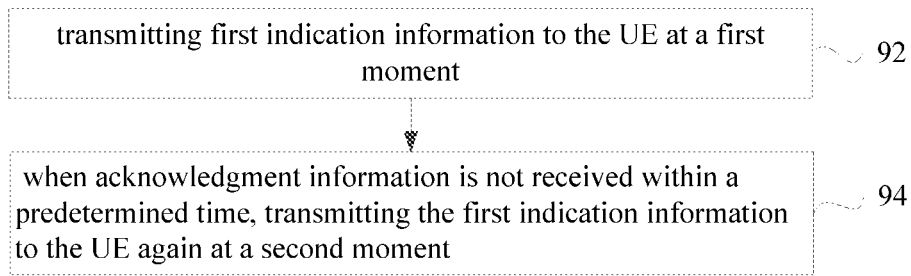 transmitting first indication information to the UE at a first
moment
92
when acknowledgment information is not received within a
predetermined time, transmitting the first indication information
to the UE again at a second moment
94